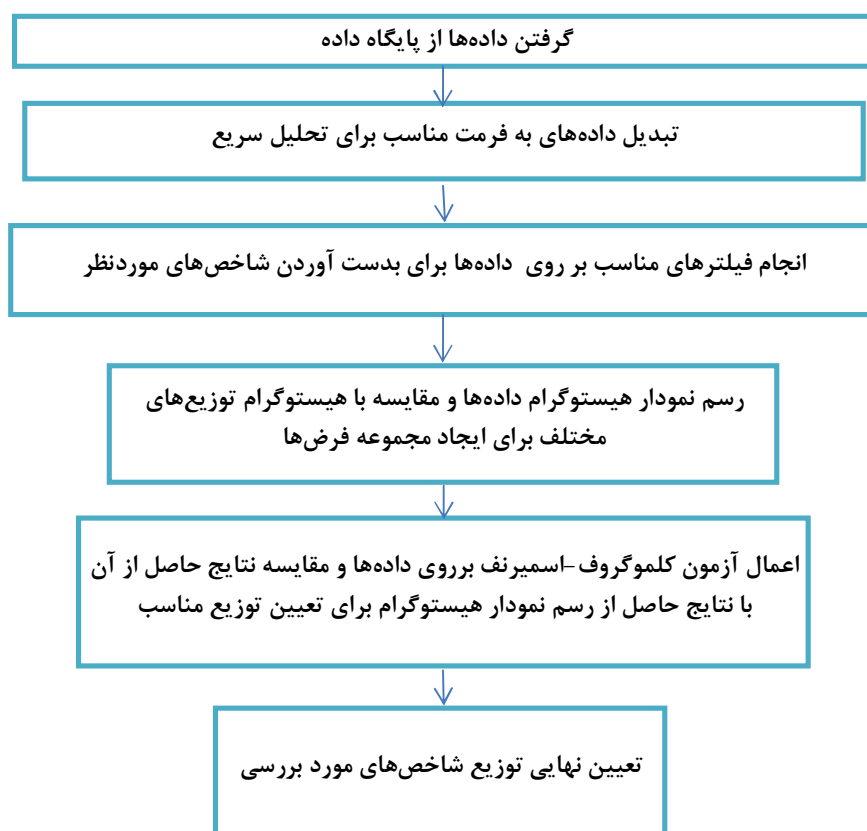 گرفتن داده‌ها از پایگاه داده
تبدیل داده‌های به فرمت مناسب برای تحلیل سریع
انجام فیلترهای مناسب بر روی داده‌ها برای بدست آوردن شاخص‌های موردنظر
رسم نمودار هیستوگرام داده‌ها و مقایسه با هیستوگرام توزیع‌های
مختلف برای ایجاد مجموعه فرض‌ها
اعمال آزمون کلموگروف-اسمیرنف برروی داده‌ها و مقایسه نتایج حاصل از آن
با نتایج حاصل از رسم نمودار هیستوگرام برای تعیین توزیع مناسب
تعیین نهایی توزیع شاخص‌های مورد بررسی